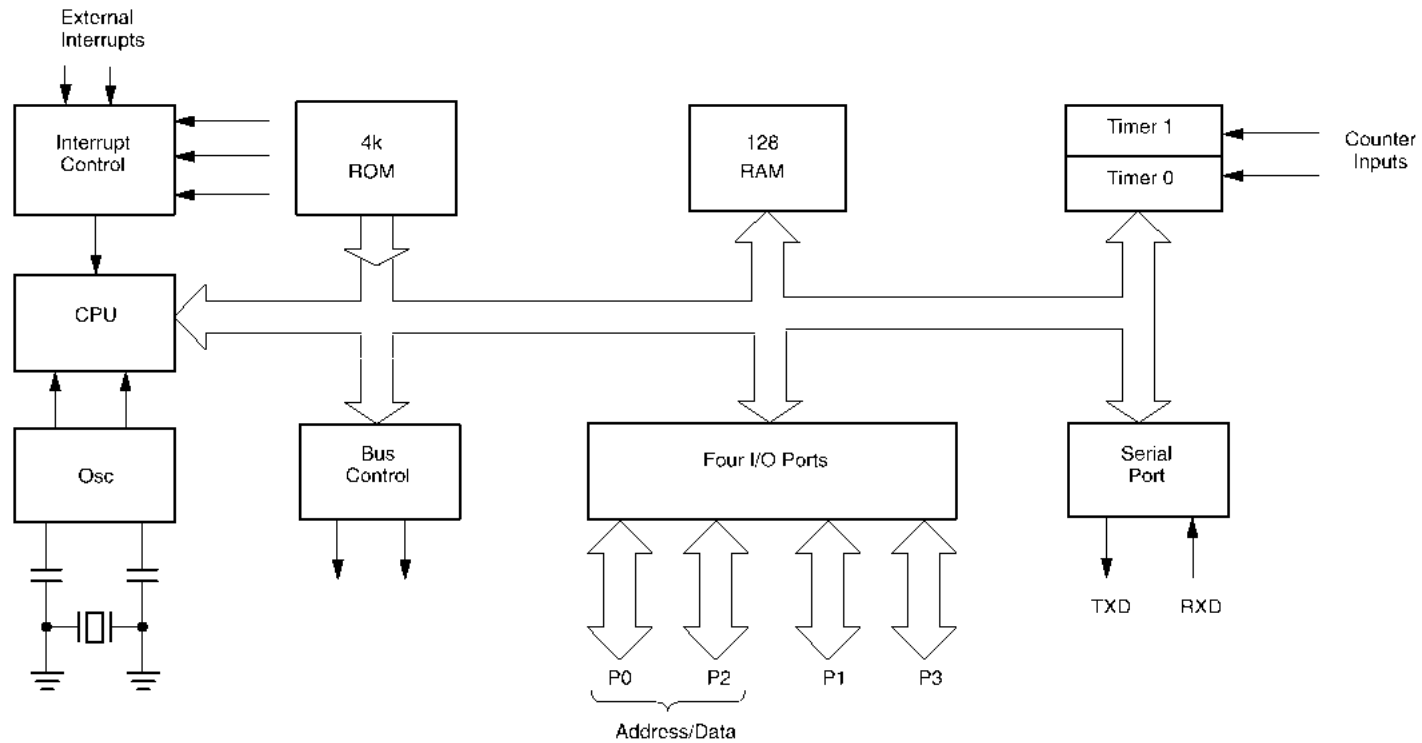 External
Interrupts
Interrupt
Control
4k
ROM
128
RAM
Timer 1
Timer 0
Counter
Inputs
CPU
Osc
Bus
Control
Four I/O Ports
Serial
Port
TXD
RXD
P0
P2
P1
P3
Address/Data